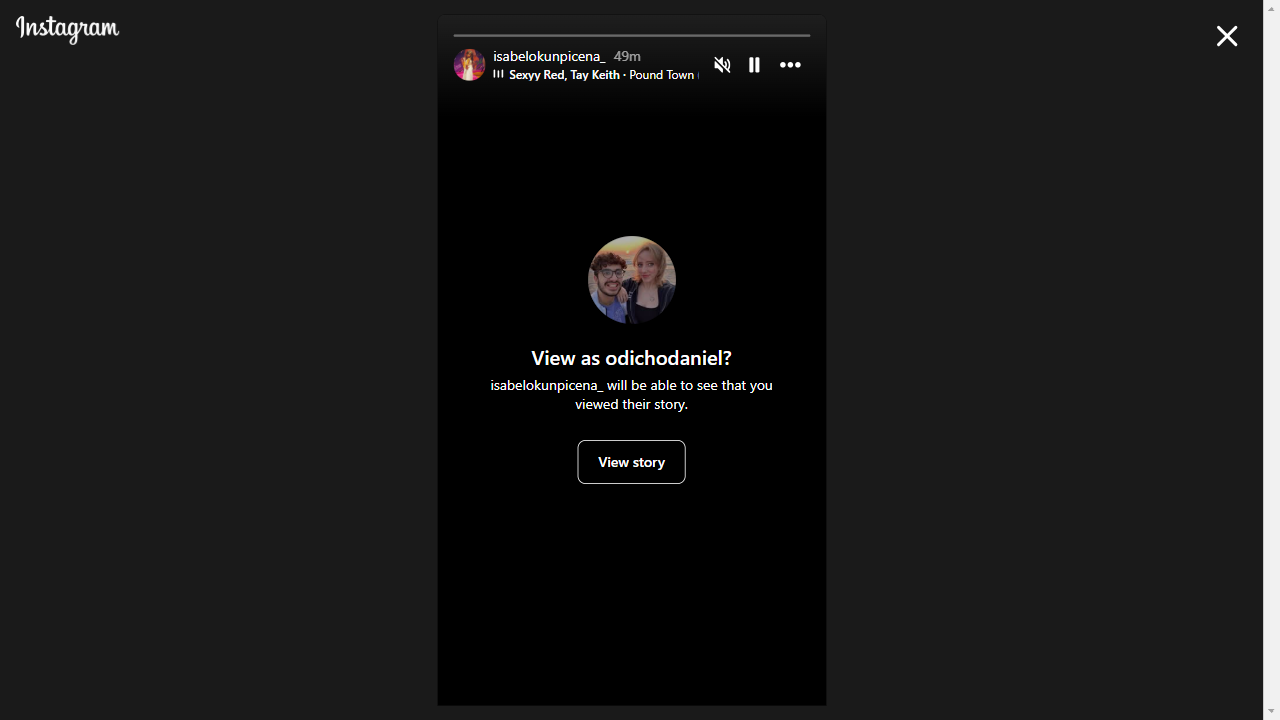 Instagram
isabelokunpicena_ 49m
Sexyy Red, Tay Keith · Pound Town
View as odichodaniel?
isabelokunpicena_ will be able to see that you
viewed their story.
View story